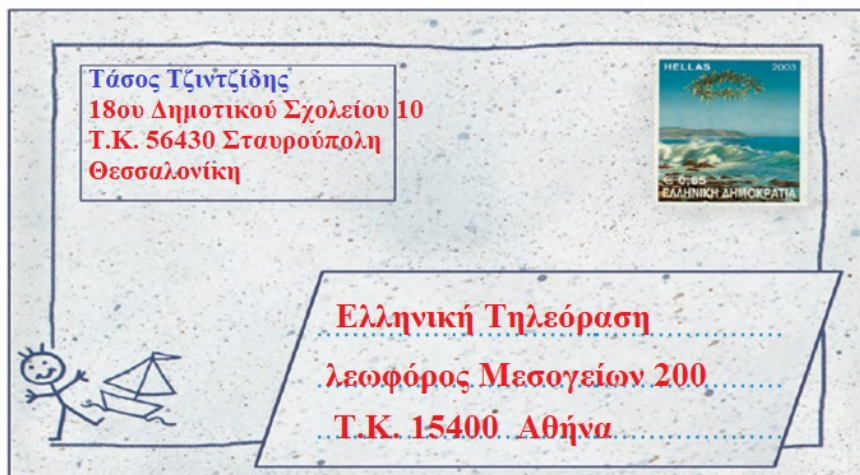 Τάσος Τζιντζίδης
18ου Δημοτικού Σχολείου 10
Τ.Κ. 56430 Σταυρούπολη
Θεσσαλονίκη
HELLAS 2003
€ 0,65
ΕΛΛΗΝΙΚΗ ΔΗΜΟΚΡΑΤΙΑ
Ελληνική Τηλεόραση
λεωφόρος Μεσογείων 200
Τ.Κ. 15400 Αθήνα